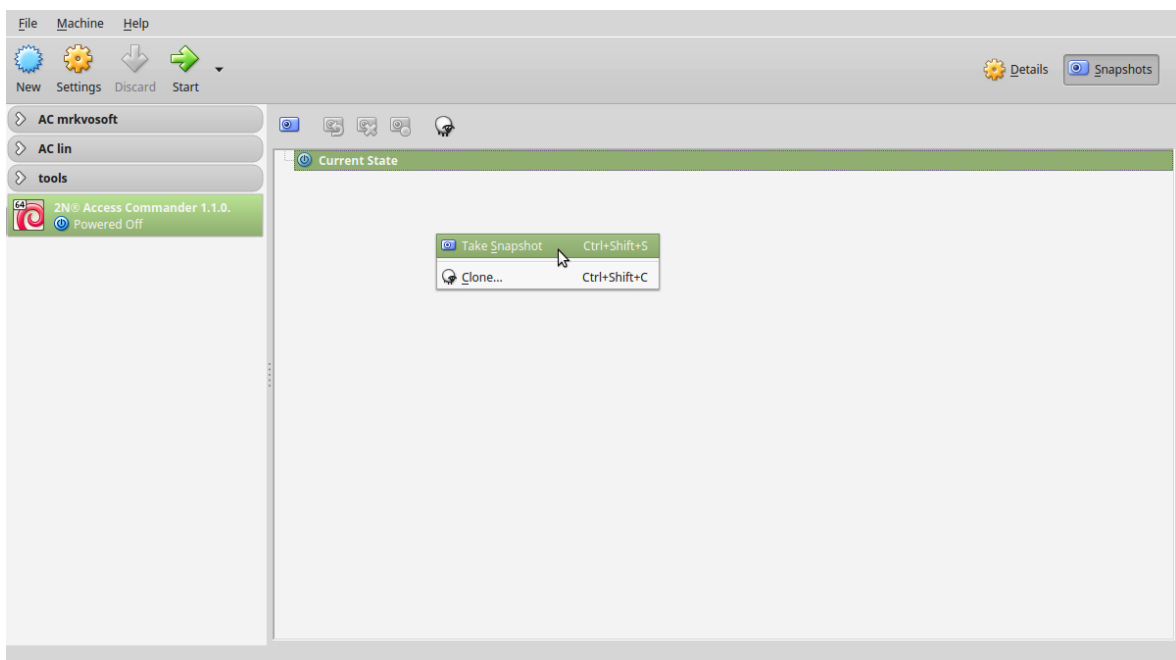 File Machine Help
New Settings Discard Start Details Snapshots
AC mrkvosoft
AC lin
tools
64 2N® Access Commander 1.1.0.
Powered Off
Current State
Take Snapshot Ctrl+Shift+S
Clone... Ctrl+Shift+C